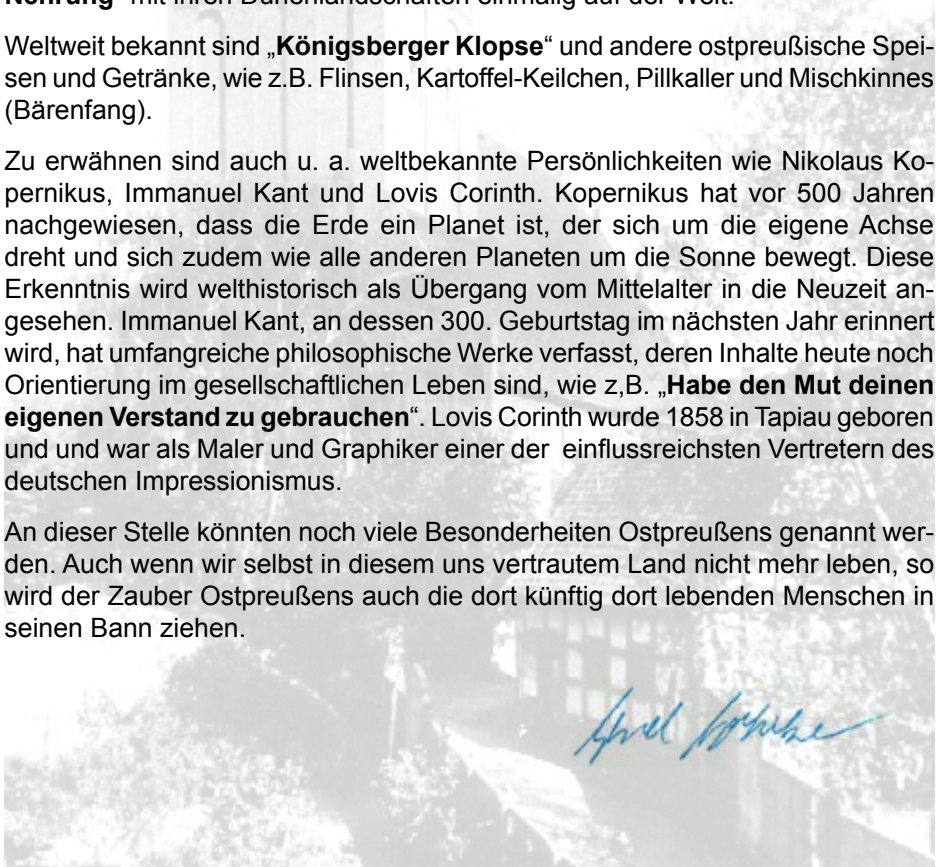 Nehrung“ mit ihren Dünenlandschaften einmalig auf der Welt.
Weltweit bekannt sind „Königsberger Klopse“ und andere ostpreußische Spei-
sen und Getränke, wie z.B. Flinsen, Kartoffel-Keilchen, Pillkaller und Mischkinnes
(Bärenfang).
Zu erwähnen sind auch u. a. weltbekannte Persönlichkeiten wie Nikolaus Ko-
pernikus, Immanuel Kant und Lovis Corinth. Kopernikus hat vor 500 Jahren
nachgewiesen, dass die Erde ein Planet ist, der sich um die eigene Achse
dreht und sich zudem wie alle anderen Planeten um die Sonne bewegt. Diese
Erkenntnis wird welthistorisch als Übergang vom Mittelalter in die Neuzeit an-
gesehen. Immanuel Kant, an dessen 300. Geburtstag im nächsten Jahr erinnert
wird, hat umfangreiche philosophische Werke verfasst, deren Inhalte heute noch
Orientierung im gesellschaftlichen Leben sind, wie z,B. „Habe den Mut deinen
eigenen Verstand zu gebrauchen“. Lovis Corinth wurde 1858 in Tapiau geboren
und und war als Maler und Graphiker einer der einflussreichsten Vertretern des
deutschen Impressionismus.
An dieser Stelle könnten noch viele Besonderheiten Ostpreußens genannt wer-
den. Auch wenn wir selbst in diesem uns vertrautem Land nicht mehr leben, so
wird der Zauber Ostpreußens auch die dort künftig dort lebenden Menschen in
seinen Bann ziehen.